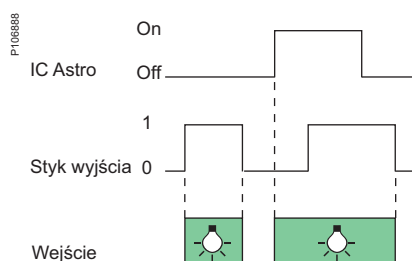 P106888
On
IC Astro Off
1
Styk wyjścia 0
Wejście